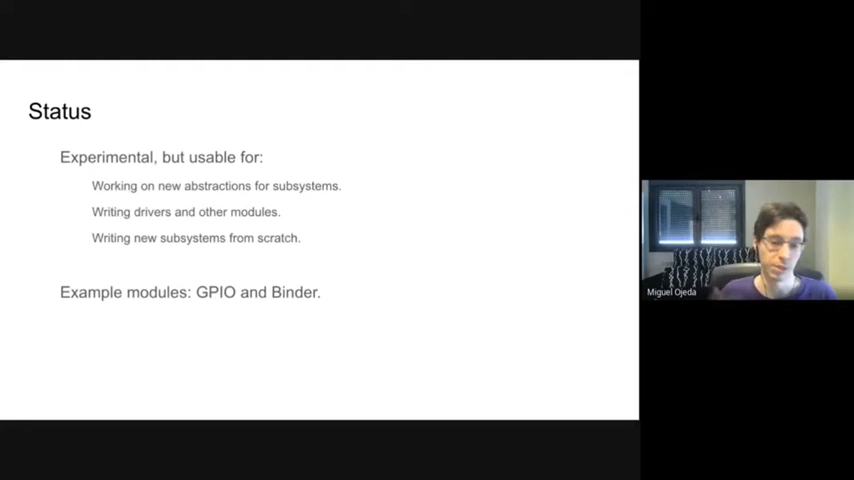 Status
Experimental, but usable for:
Working on new abstractions for subsystems.
Writing drivers and other modules.
Writing new subsystems from scratch.
Example modules: GPIO and Binder.
Miguel Ojeda